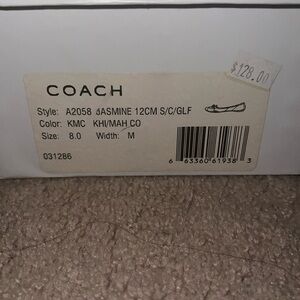 $128.00
COACH
Style: A2058 JASMINE 12CM S/C/GLF
Color: KMC KHI/MAH CO
Size: 8.0 Width: M
031286
6 63360 61938 3